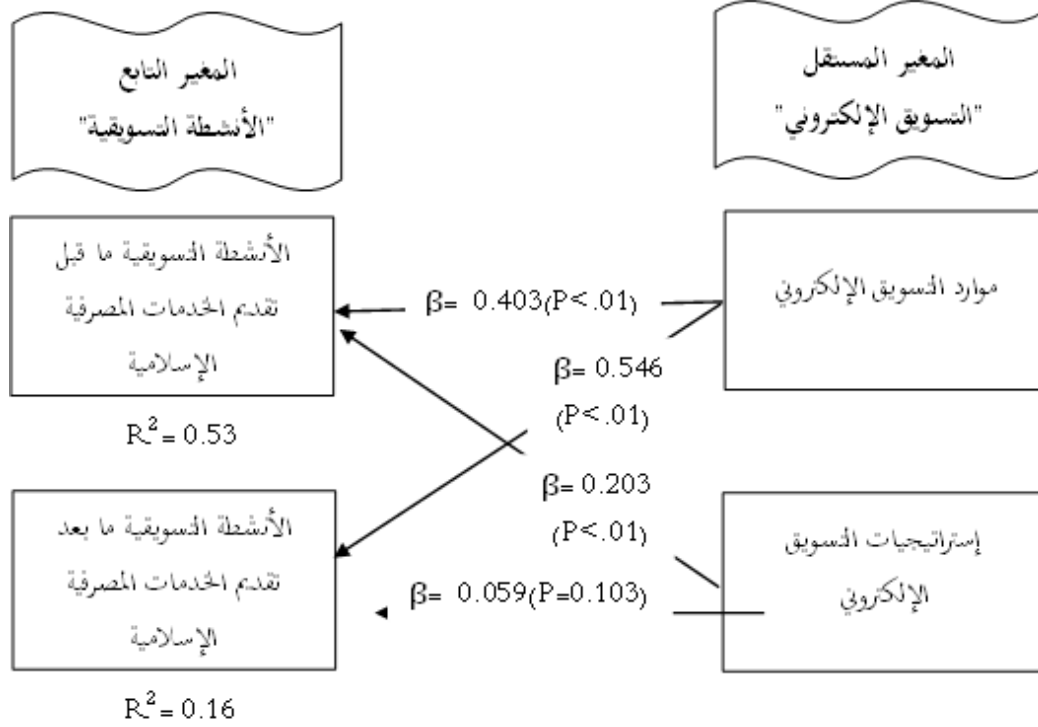 المغير المستقل
"التسويق الإلكتروني"
المغير التابع
"الأنشطة التسويقية"
موارد التسويق الإلكتروني
β= 0.403(P<.01)
الأنشطة التسويقية ما قبل
تقديم الخدمات المصرفية
الإسلامية
R²= 0.53
β= 0.546
(P<.01)
β= 0.203
(P<.01)
إستراتيجيات التسويق
الإلكتروني
β= 0.059(P=0.103)
الأنشطة التسويقية ما بعد
تقديم الخدمات المصرفية
الإسلامية
R²= 0.16